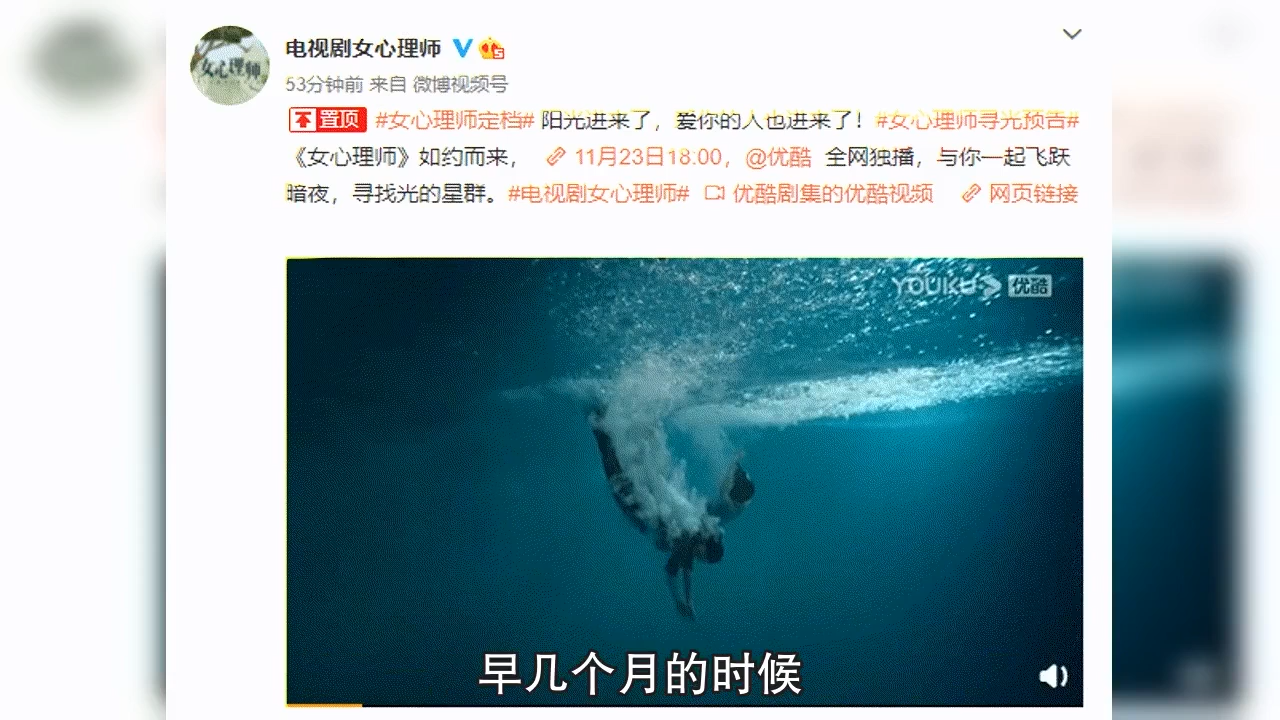 女心理师
电视剧女心理师
53分钟前 来自 微博视频号
置顶 #女心理师定档# 阳光进来了，爱你的人也进来了！#女心理师寻光预告#
《女心理师》如约而来， 11月23日18:00，@优酷 全网独播，与你一起飞跃
暗夜，寻找光的星群。#电视剧女心理师# 优酷剧集的优酷视频 网页链接
YOUKU 优酷
早几个月的时候